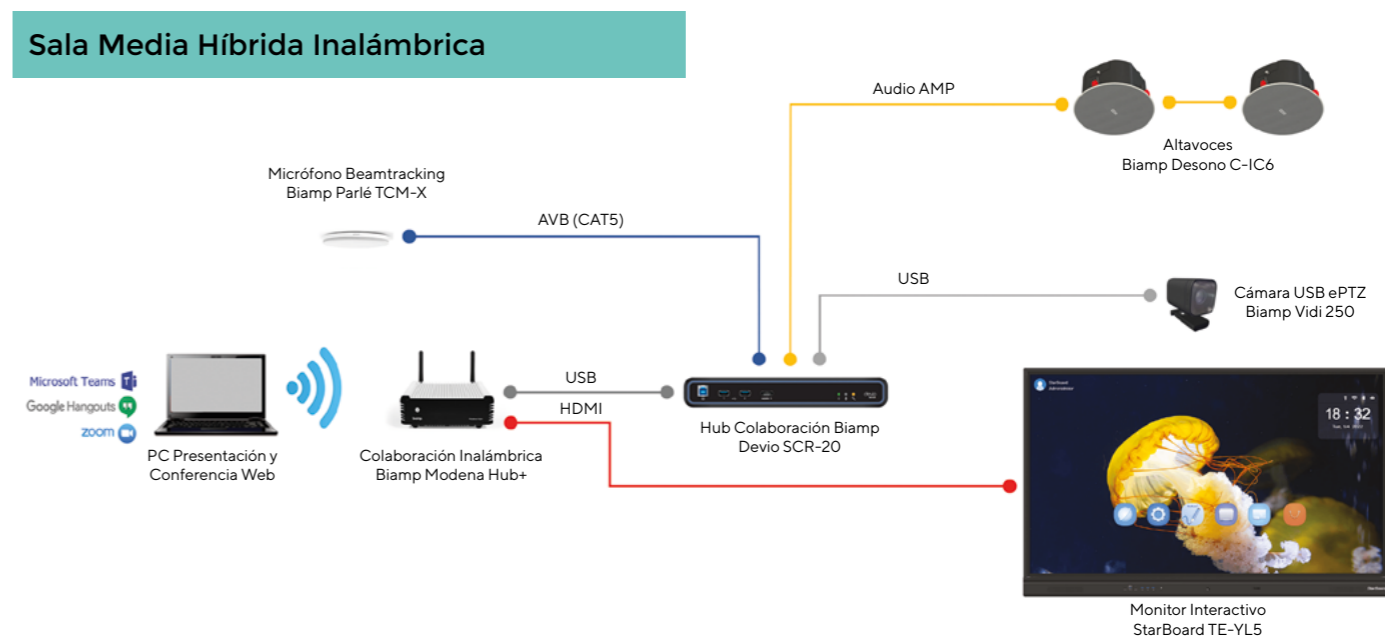 Sala Media Híbrida Inalámbrica
Audio AMP
Altavoces
Biamp Desono C-IC6
Micrófono Beamtracking
Biamp Parlé TCM-X
AVB (CAT5)
USB
Cámara USB ePTZ
Biamp Vidi 250
Microsoft Teams
Google Hangouts
zoom
PC Presentación y
Conferencia Web
Colaboración Inalámbrica
Biamp Modena Hub+
USB
HDMI
Hub Colaboración Biamp
Devio SCR-20
StarBoard
Administrator
18 : 32
Monitor Interactivo
StarBoard TE-YL5